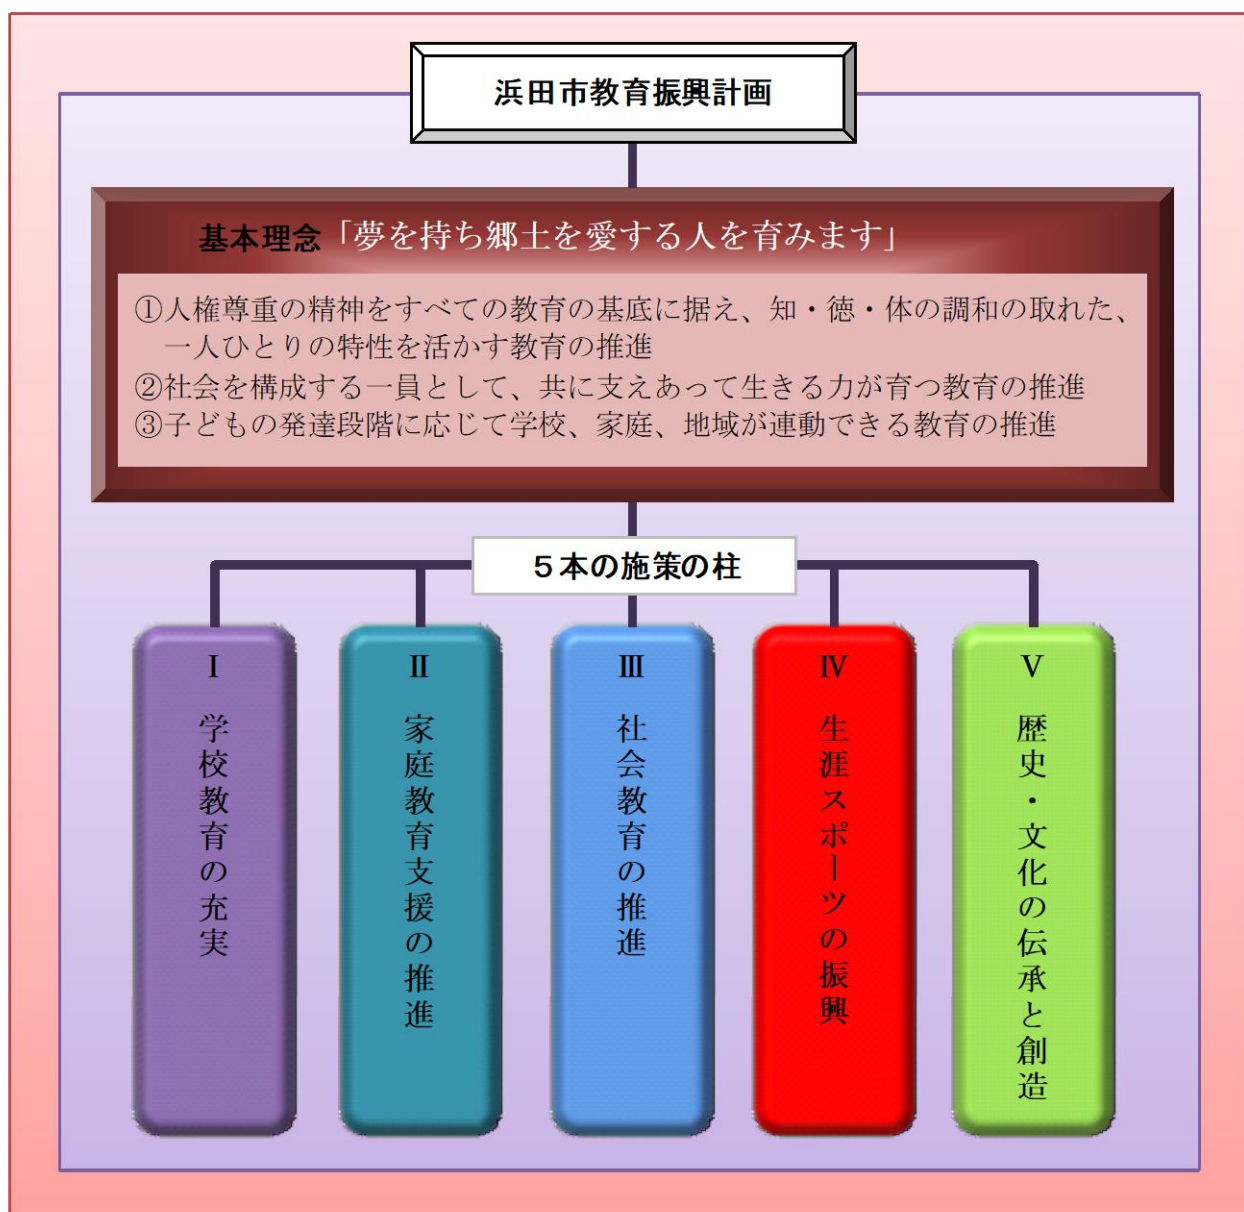 浜田市教育振興計画
基本理念「夢を持ち郷土を愛する人を育みます」
①人権尊重の精神をすべての教育の基底に据え、知・徳・体の調和の取れた、
一人ひとりの特性を活かす教育の推進
②社会を構成する一員として、共に支えあって生きる力が育つ教育の推進
③子どもの発達段階に応じて学校、家庭、地域が連動できる教育の推進
５本の施策の柱
Ⅰ 学校教育の充実
Ⅱ 家庭教育支援の推進
Ⅲ 社会教育の推進
Ⅳ 生涯スポーツの振興
Ⅴ 歴史・文化の伝承と創造